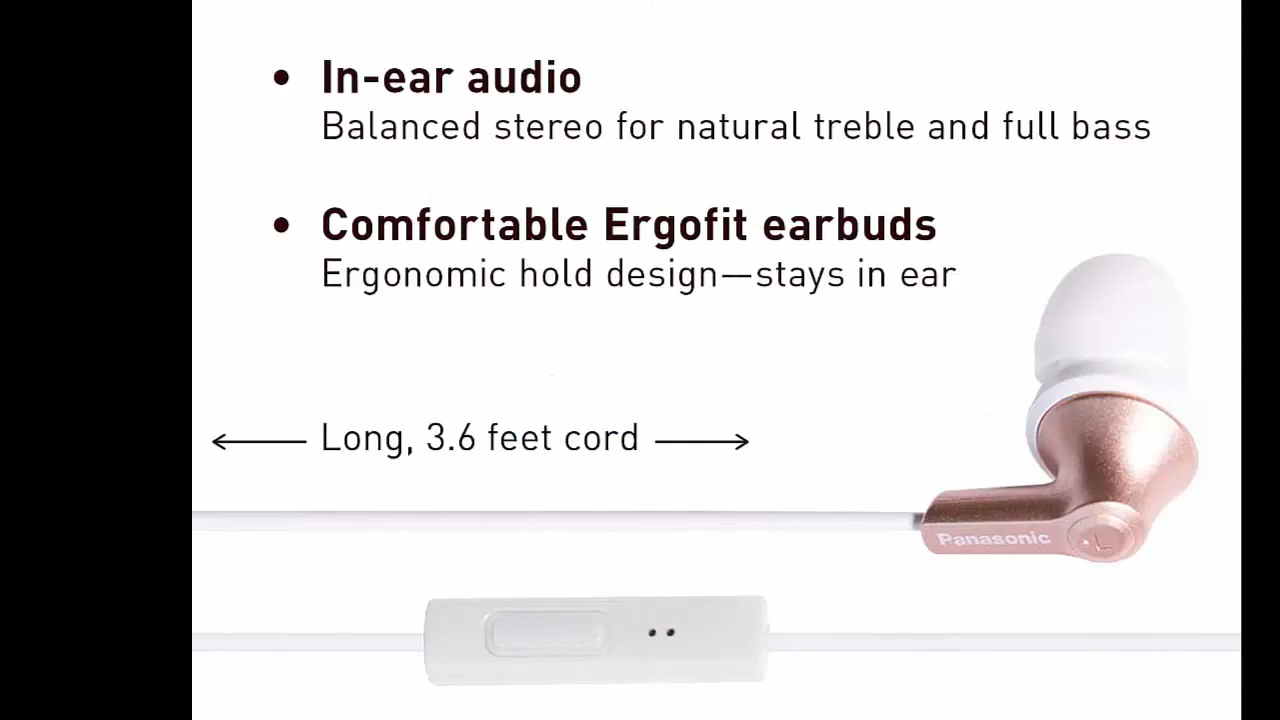 • In-ear audio
Balanced stereo for natural treble and full bass
• Comfortable Ergofit earbuds
Ergonomic hold design—stays in ear
Long, 3.6 feet cord
Panasonic
L